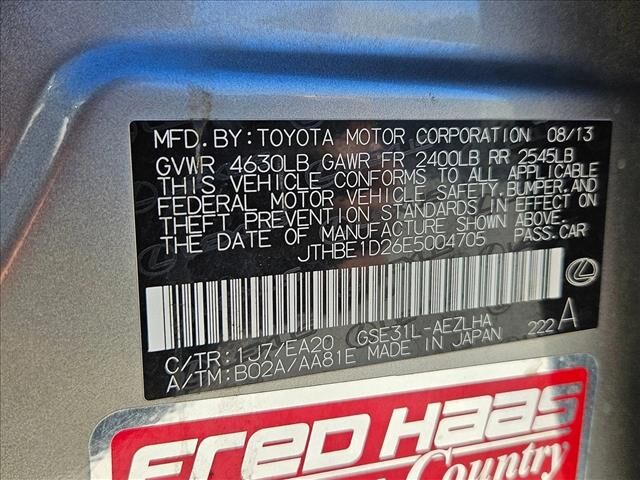 MFD. BY: TOYOTA MOTOR CORPORATION 08/13
GVWR 4630LB GAWR FR 2400LB RR 2545LB
THIS VEHICLE CONFORMS TO ALL APPLICABLE
FEDERAL MOTOR VEHICLE SAFETY, BUMPER, AND
THEFT PREVENTION STANDARDS IN EFFECT ON
THE DATE OF MANUFACTURE SHOWN ABOVE.
JTHBE1D26E5004705 PASS.CAR
C/TR: 1J7/EA20 GSE31L-AEZLHA 222A
A/TM: B02A/AA81E MADE IN JAPAN
FRED HAAS
Country